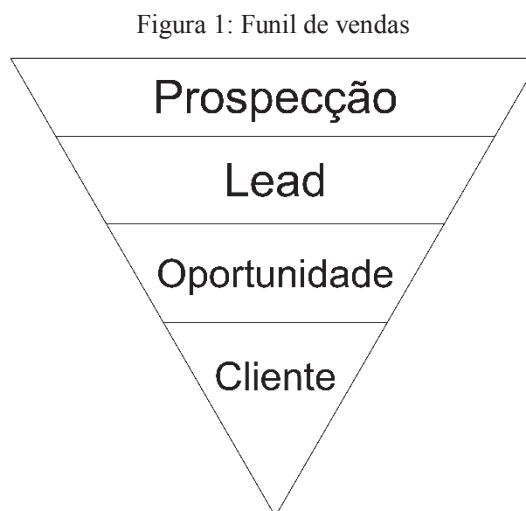 Figura 1: Funil de vendas
Prospecção
Lead
Oportunidade
Cliente